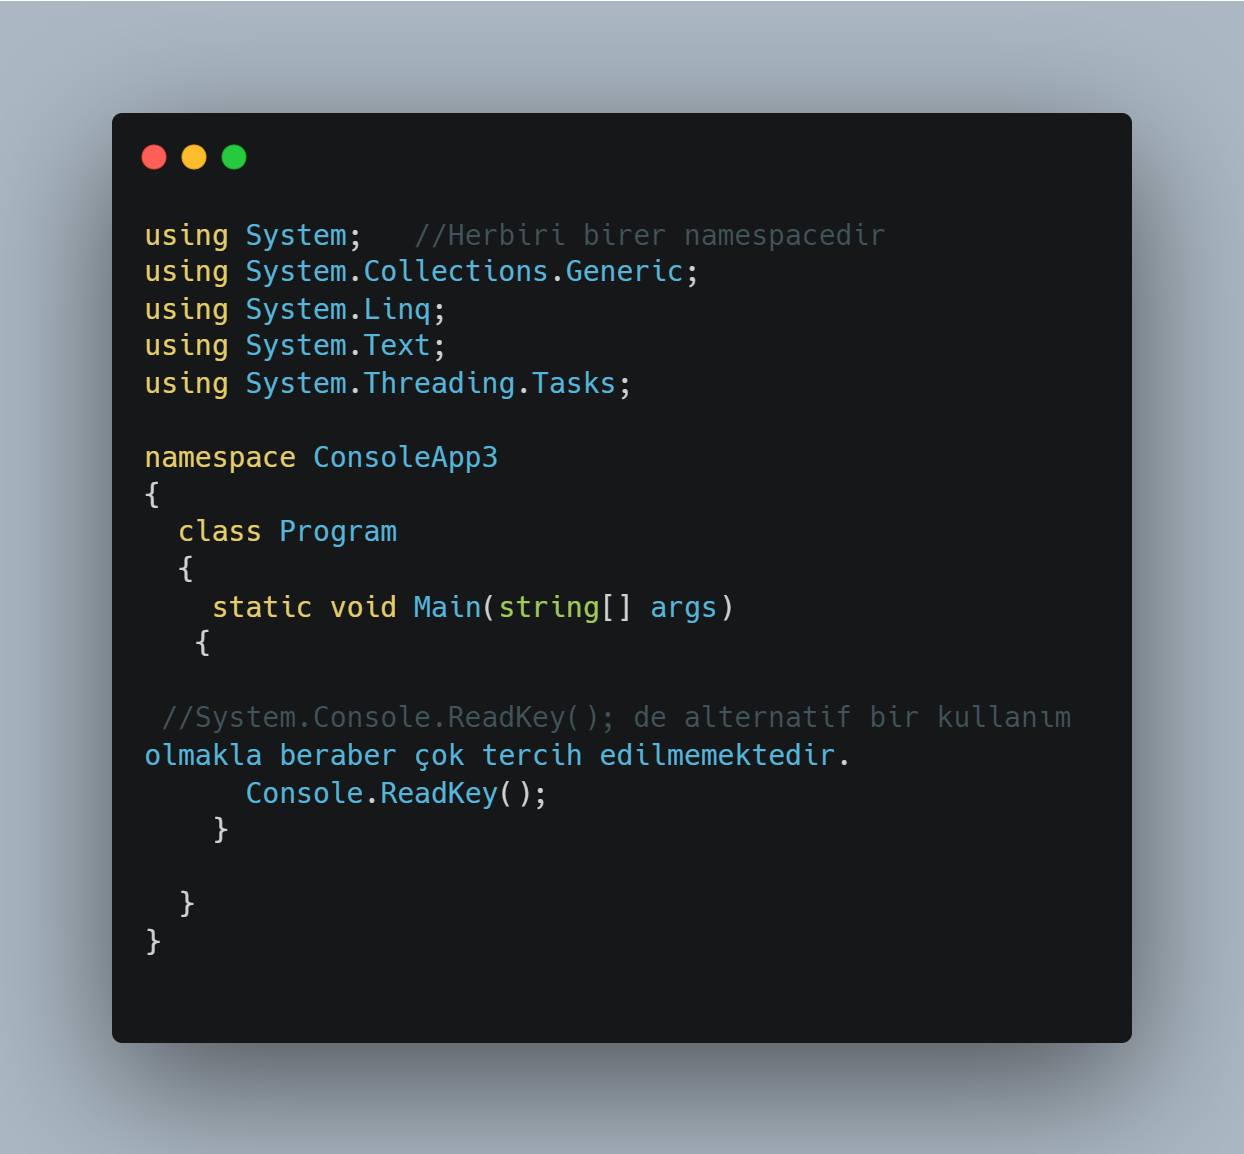 using System;   //Herbiri birer namespacedir
using System.Collections.Generic;
using System.Linq;
using System.Text;
using System.Threading.Tasks;

namespace ConsoleApp3
{
  class Program
  {
    static void Main(string[] args)
   {

 //System.Console.ReadKey(); de alternatif bir kullanım
olmakla beraber çok tercih edilmemektedir.
      Console.ReadKey();
    }

  }
}